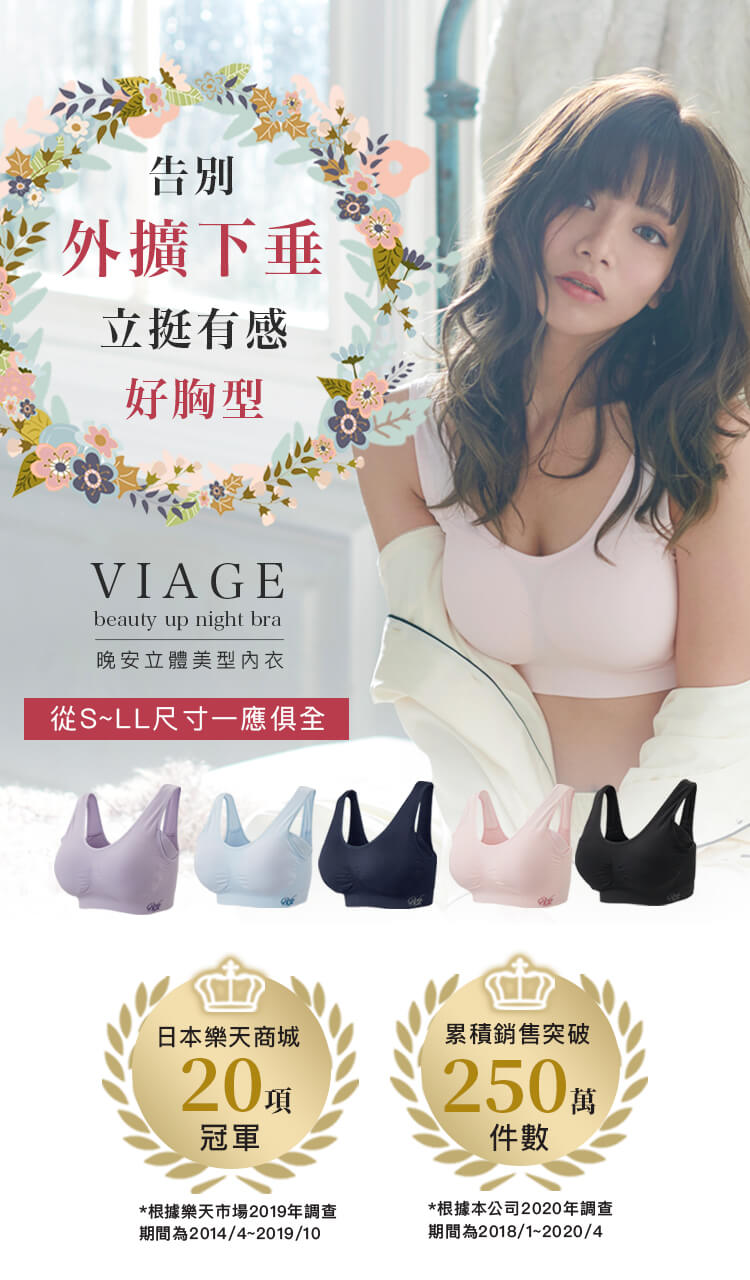 告別
外擴下垂
立挺有感
好胸型
VIAGE
beauty up night bra
晚安立體美型內衣
從S~LL尺寸一應俱全
日本樂天商城
20項
冠軍
*根據樂天市場2019年調查
期間為2014/4~2019/10
累積銷售突破
250萬
件數
*根據本公司2020年調查
期間為2018/1~2020/4